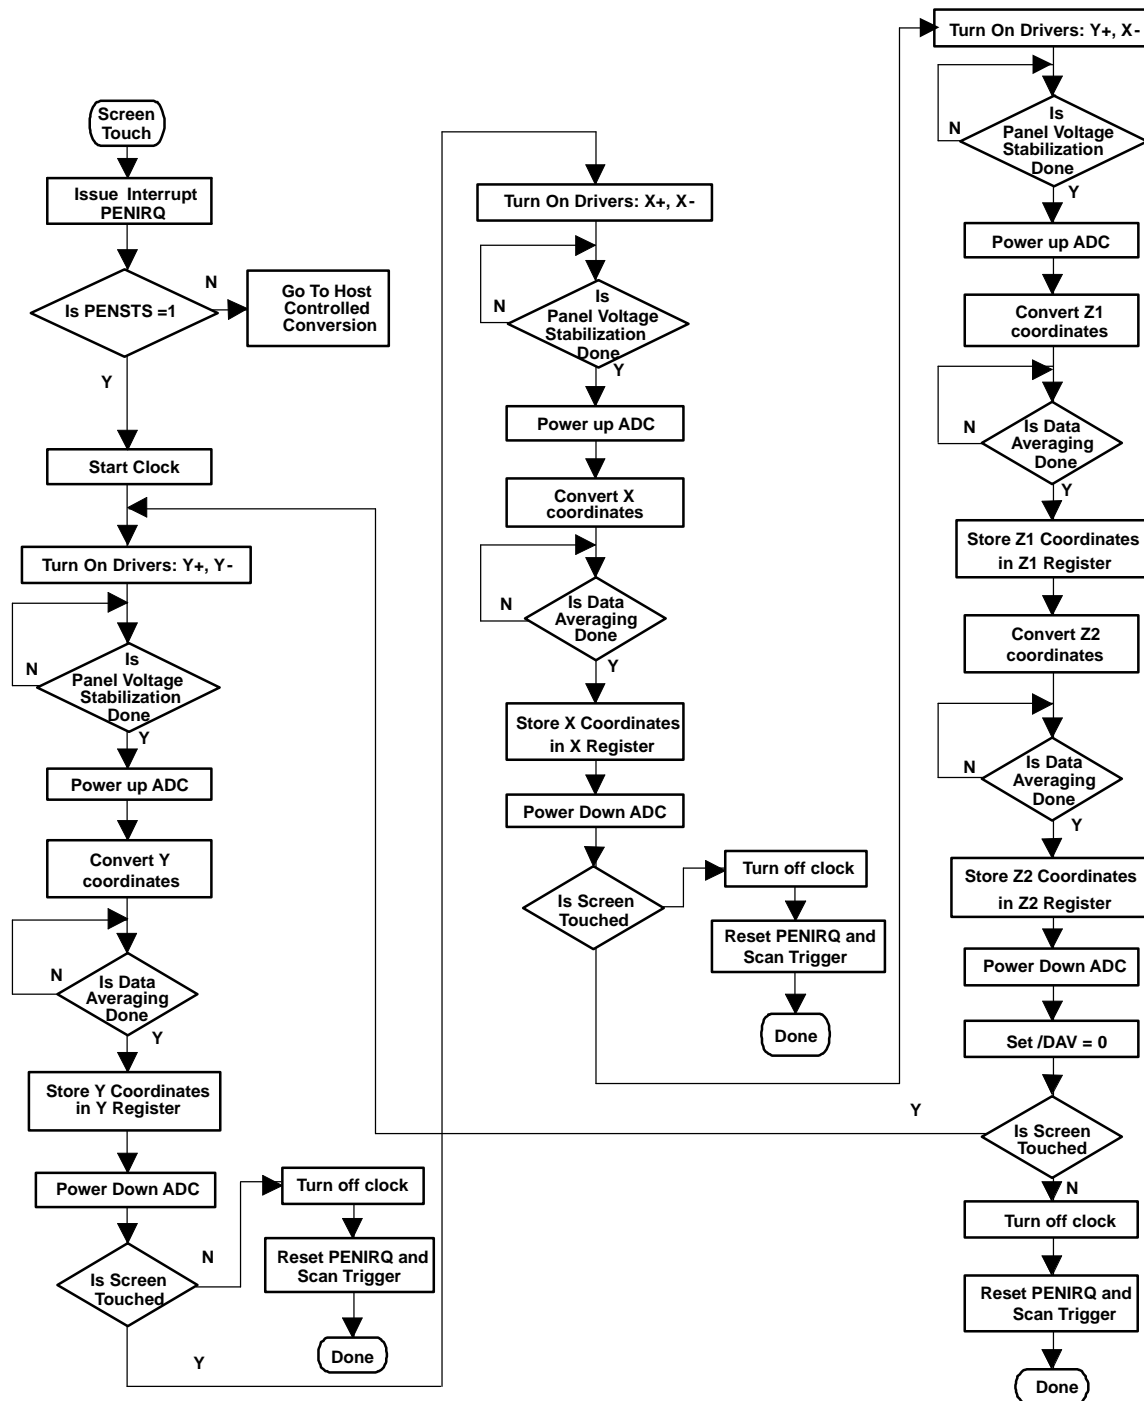 Screen
Touch
Issue Interrupt
PENIRQ
Is PENSTS =1
N
Go To Host
Controlled
Conversion
Y
Start Clock
Turn On Drivers: Y+, Y-
Is
Panel Voltage
Stabilization
Done
N
Y
Power up ADC
Convert Y
coordinates
Is Data
Averaging
Done
N
Y
Store Y Coordinates
in Y Register
Power Down ADC
Is Screen
Touched
N
Turn off clock
Reset PENIRQ and
Scan Trigger
Done
Y
Turn On Drivers: X+, X-
Is
Panel Voltage
Stabilization
Done
N
Y
Power up ADC
Convert X
coordinates
Is Data
Averaging
Done
N
Y
Store X Coordinates
in X Register
Power Down ADC
Is Screen
Touched
Turn off clock
Reset PENIRQ and
Scan Trigger
Done
Turn On Drivers: Y+, X-
Is
Panel Voltage
Stabilization
Done
N
Y
Power up ADC
Convert Z1
coordinates
Is Data
Averaging
Done
N
Y
Store Z1 Coordinates
in Z1 Register
Convert Z2
coordinates
Is Data
Averaging
Done
N
Y
Store Z2 Coordinates
in Z2 Register
Power Down ADC
Set /DAV = 0
Is Screen
Touched
Y
N
Turn off clock
Reset PENIRQ and
Scan Trigger
Done